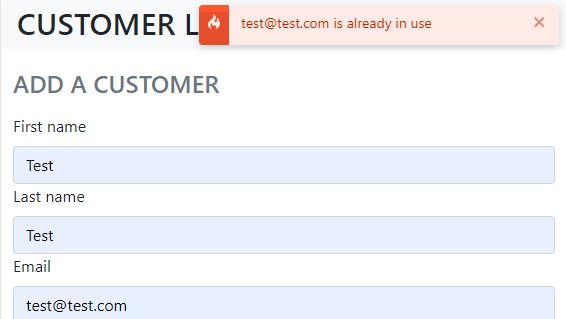 CUSTOMER L
test@test.com is already in use
×
ADD A CUSTOMER
First name
Test
Last name
Test
Email
test@test.com